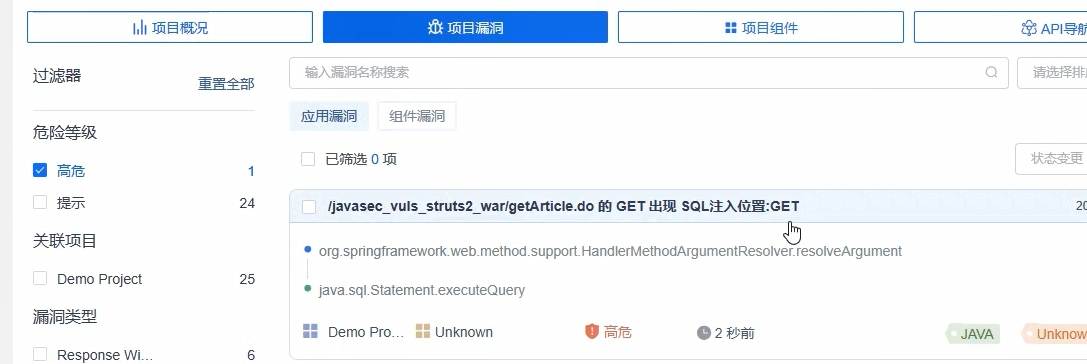 项目概况 项目漏洞 项目组件 API导航
过滤器 重置全部
输入漏洞名称搜索 请选择排
应用漏洞 组件漏洞
危险等级
已筛选 0 项 状态变更
高危 1
提示 24
/javasec_vuls_struts2_war/getArticle.do 的 GET 出现 SQL注入位置:GET 20
关联项目
org.springframework.web.method.support.HandlerMethodArgumentResolver.resolveArgument
Demo Project 25
java.sql.Statement.executeQuery
漏洞类型
Demo Pro... Unknown 高危 2 秒前 JAVA Unknow
Response Wi... 6